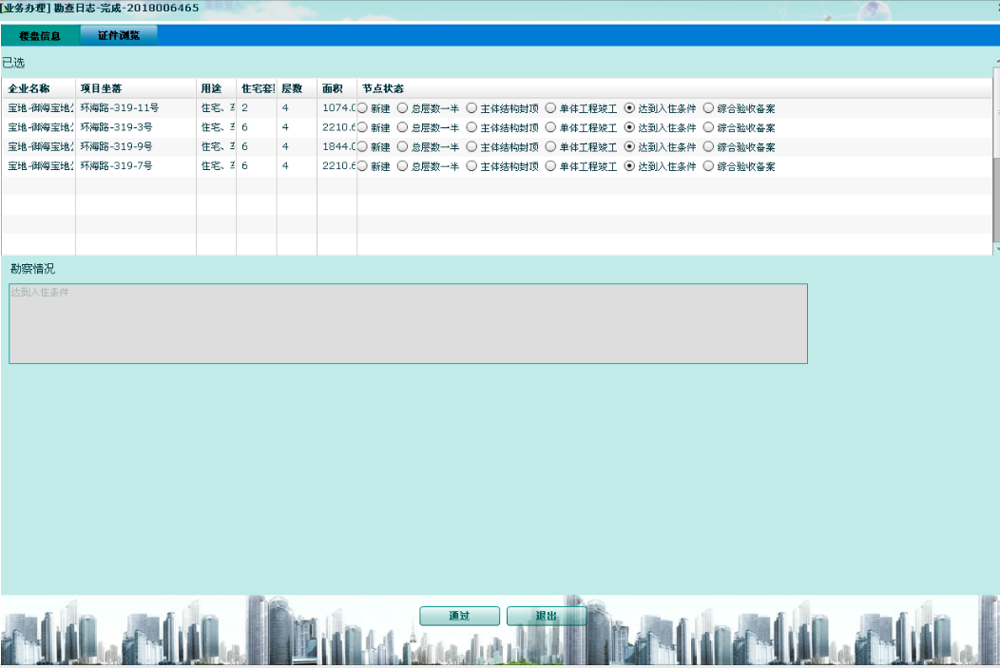 [业务办理] 勘查日志-完成-2018006465
楼盘信息 证件浏览
已选
企业名称 项目坐落 用途 住宅套 层数 面积 节点状态
宝地-御海宝地 环海路-319-11号 住宅、 2 4 1074. 新建 总层数一半 主体结构封顶 单体工程竣工 达到入住条件 综合验收备案
宝地-御海宝地 环海路-319-3号 住宅、 6 4 2210.6 新建 总层数一半 主体结构封顶 单体工程竣工 达到入住条件 综合验收备案
宝地-御海宝地 环海路-319-9号 住宅、 6 4 1844. 新建 总层数一半 主体结构封顶 单体工程竣工 达到入住条件 综合验收备案
宝地-御海宝地 环海路-319-7号 住宅、 6 4 2210.6 新建 总层数一半 主体结构封顶 单体工程竣工 达到入住条件 综合验收备案
勘察情况
达到入住条件
通过 退出